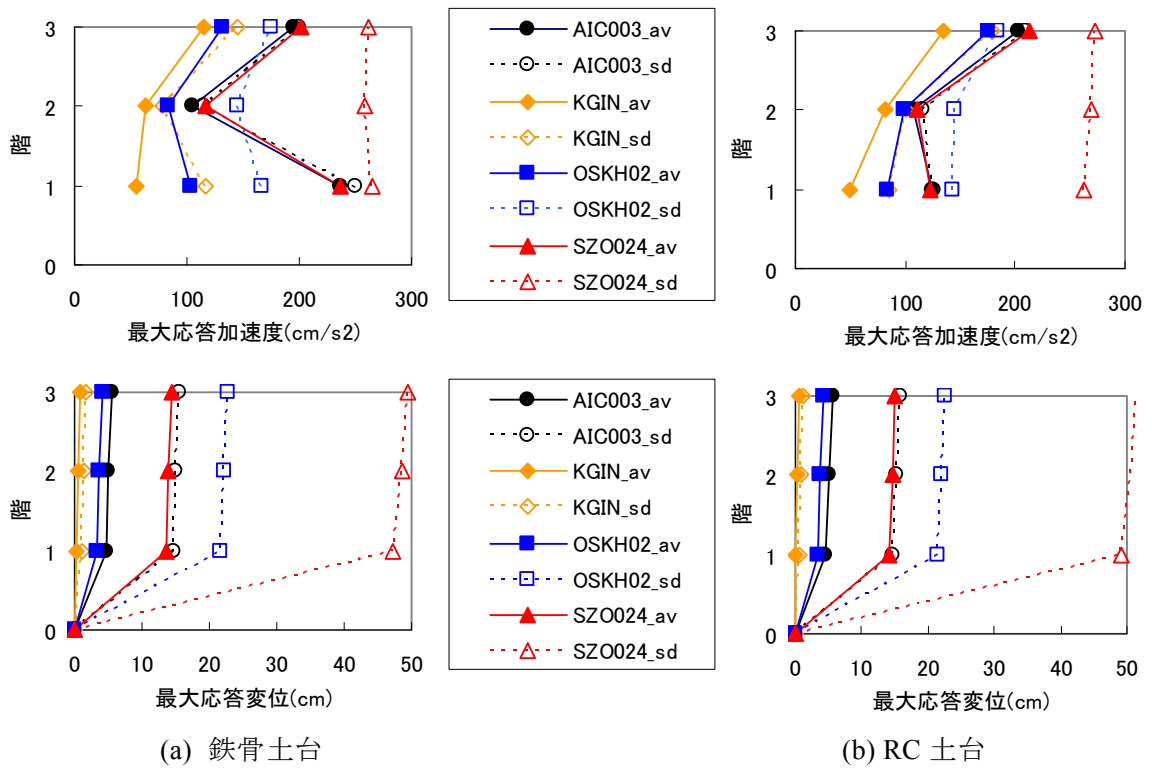 3
2
1
0
階
0 100 200 300
最大応答加速度(cm/s2)
AIC003_av
AIC003_sd
KGIN_av
KGIN_sd
OSKH02_av
OSKH02_sd
SZO024_av
SZO024_sd
3
2
1
0
階
0 100 200 300
最大応答加速度(cm/s2)
3
2
1
0
階
0 10 20 30 40 50
最大応答変位(cm)
AIC003_av
AIC003_sd
KGIN_av
KGIN_sd
OSKH02_av
OSKH02_sd
SZO024_av
SZO024_sd
3
2
1
0
階
0 10 20 30 40 50
最大応答変位(cm)
(a) 鉄骨土台
(b) RC 土台